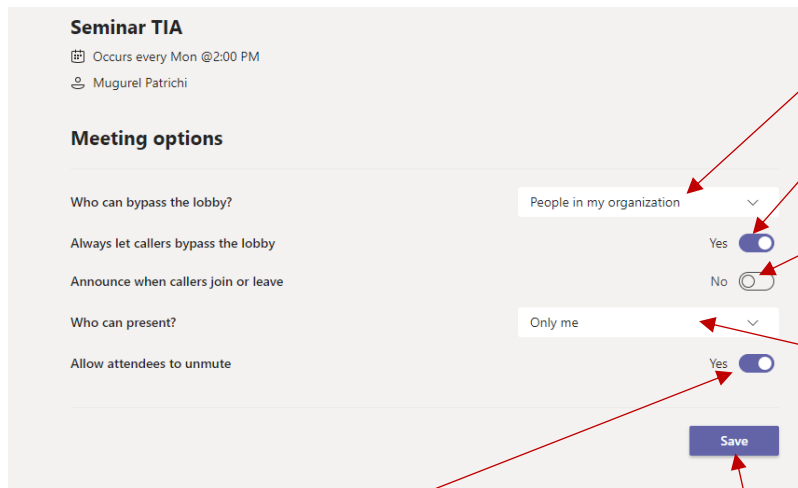 Seminar TIA
Occurs every Mon @2:00 PM
Mugurel Patrichi
Meeting options
Who can bypass the lobby? People in my organization
Always let callers bypass the lobby Yes
Announce when callers join or leave No
Who can present? Only me
Allow attendees to unmute Yes
Save